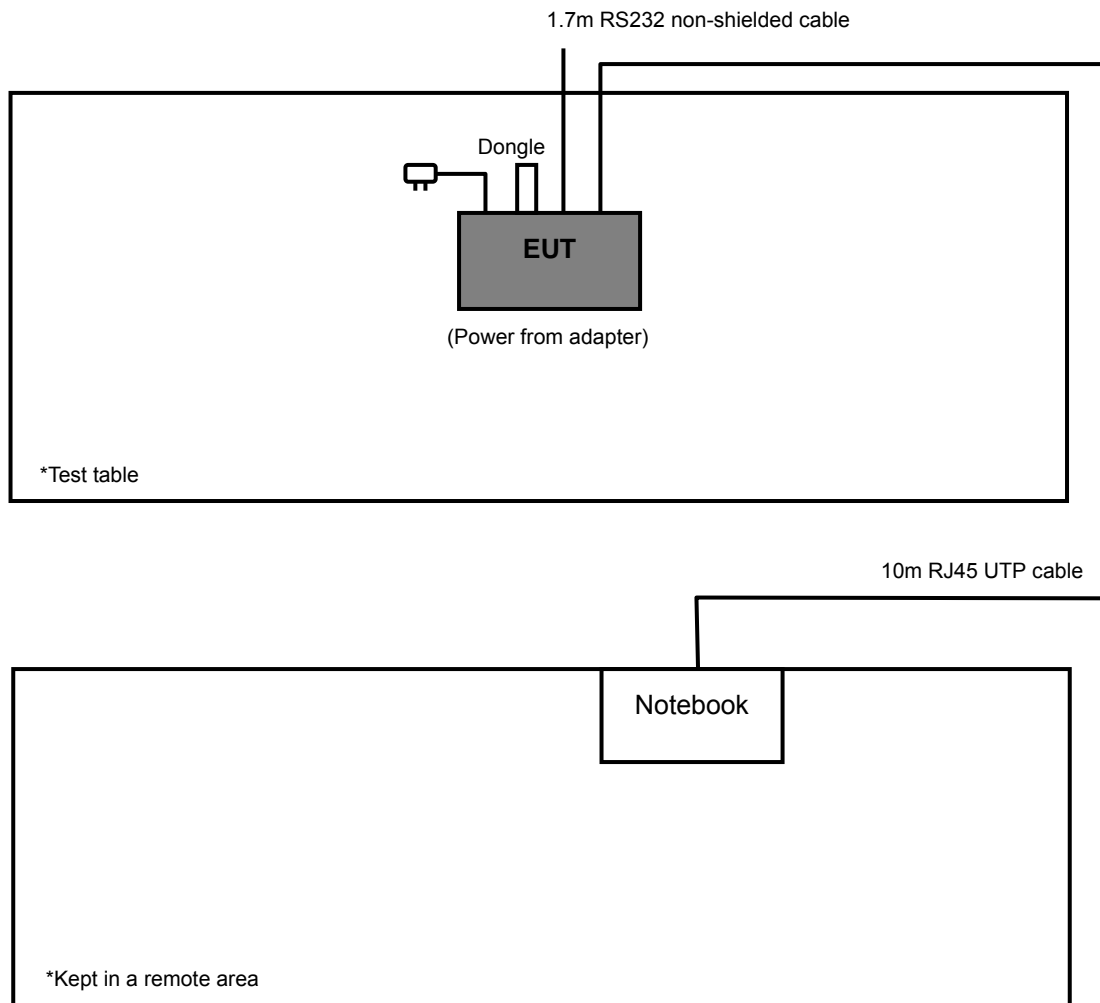 1.7m RS232 non-shielded cable
Dongle
EUT
(Power from adapter)
*Test table
10m RJ45 UTP cable
Notebook
*Kept in a remote area